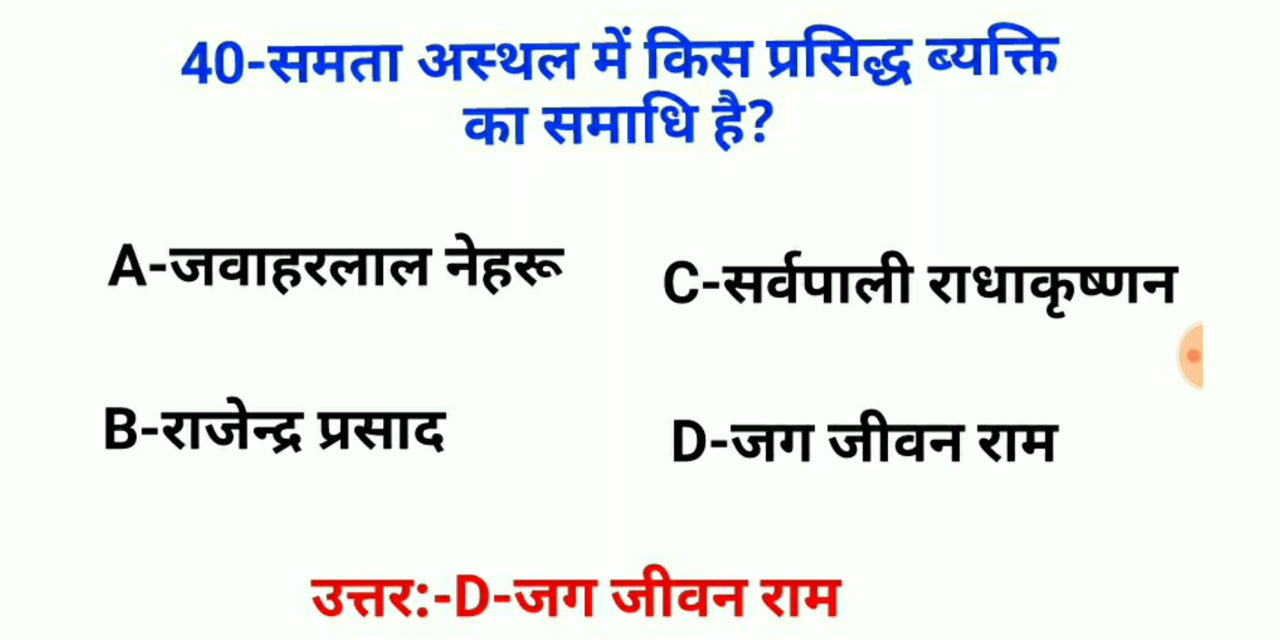 40-समता अस्थल में किस प्रसिद्ध ब्यक्ति
का समाधि है?
A-जवाहरलाल नेहरू
C-सर्वपाली राधाकृष्णन
B-राजेन्द्र प्रसाद
D-जग जीवन राम
उत्तर:-D-जग जीवन राम